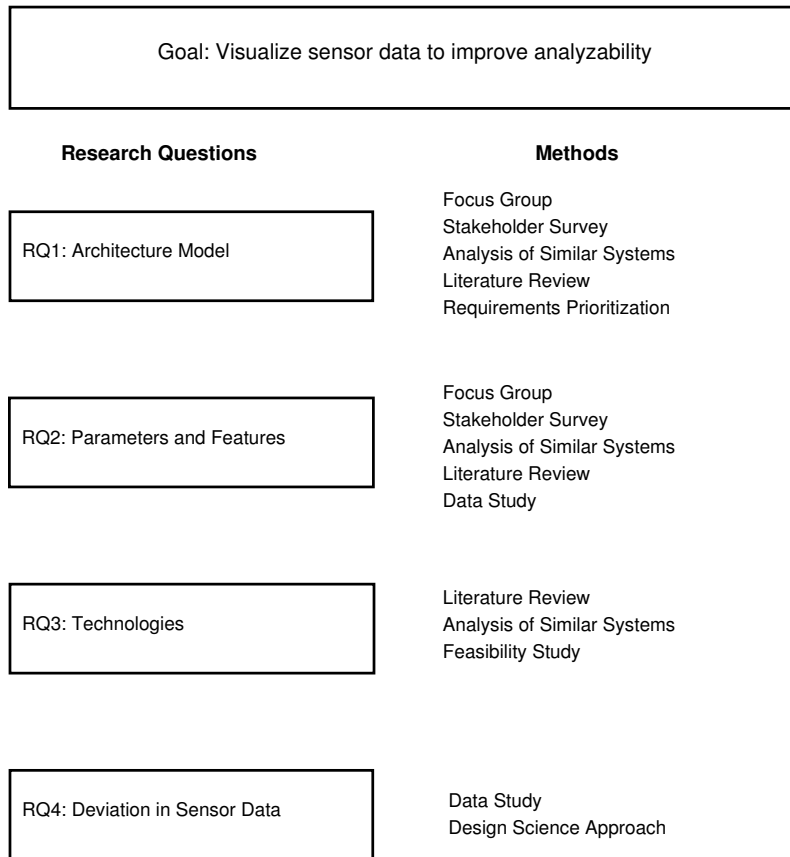 Goal: Visualize sensor data to improve analyzability
Research Questions
Methods
RQ1: Architecture Model
Focus Group
Stakeholder Survey
Analysis of Similar Systems
Literature Review
Requirements Prioritization
RQ2: Parameters and Features
Focus Group
Stakeholder Survey
Analysis of Similar Systems
Literature Review
Data Study
RQ3: Technologies
Literature Review
Analysis of Similar Systems
Feasibility Study
RQ4: Deviation in Sensor Data
Data Study
Design Science Approach